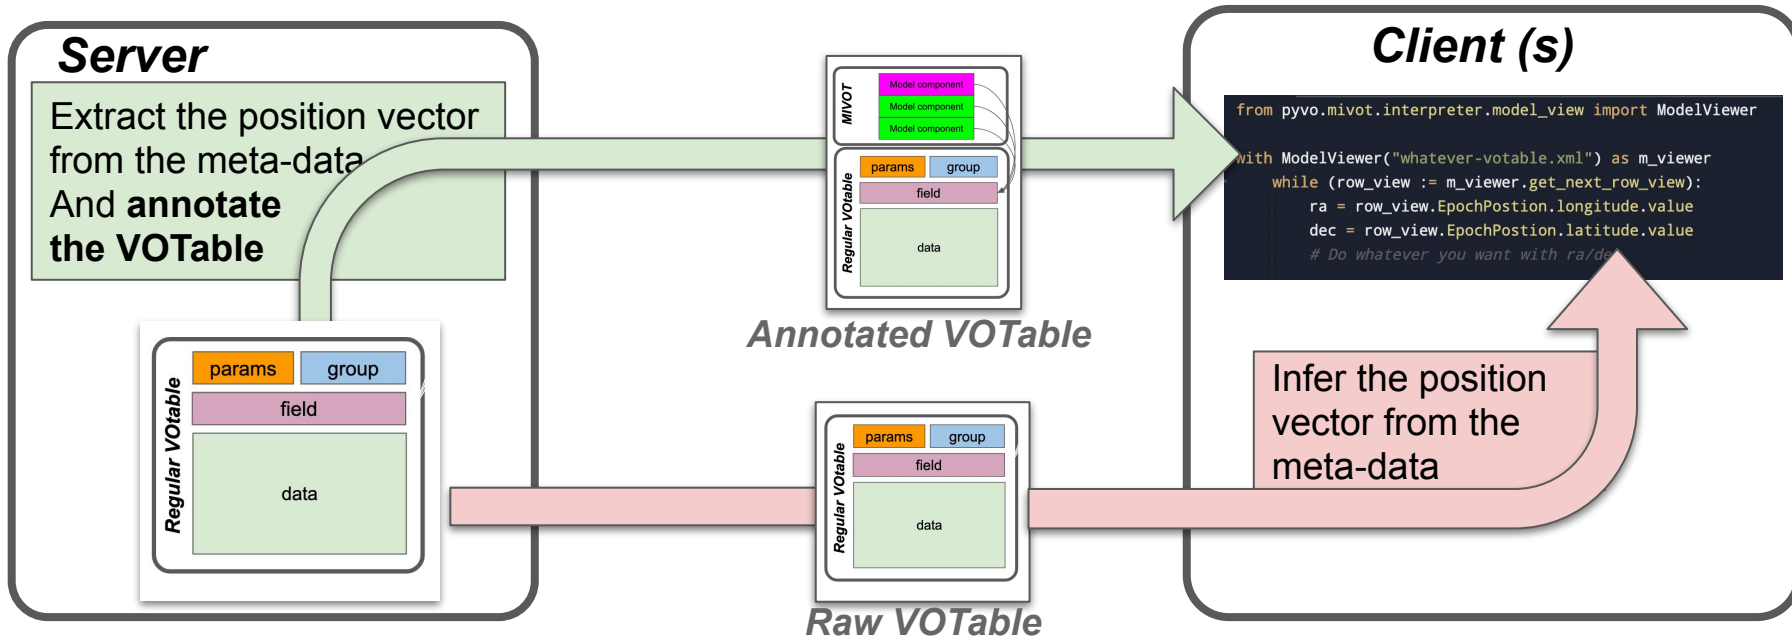 Server
Extract the position vector
from the meta-data
And annotate
the VOTable
Regular VOtable
params
group
field
data
MIVOT
Model component
Model component
Model component
Regular VOtable
params
group
field
data
Annotated VOTable
Regular VOtable
params
group
field
data
Raw VOTable
Client (s)
from pyvo.mivot.interpreter.model_view import ModelViewer
with ModelViewer("whatever-votable.xml") as m_viewer
while (row_view := m_viewer.get_next_row_view):
ra = row_view.EpochPostion.longitude.value
dec = row_view.EpochPostion.latitude.value
# Do whatever you want with ra/de
Infer the position
vector from the
meta-data